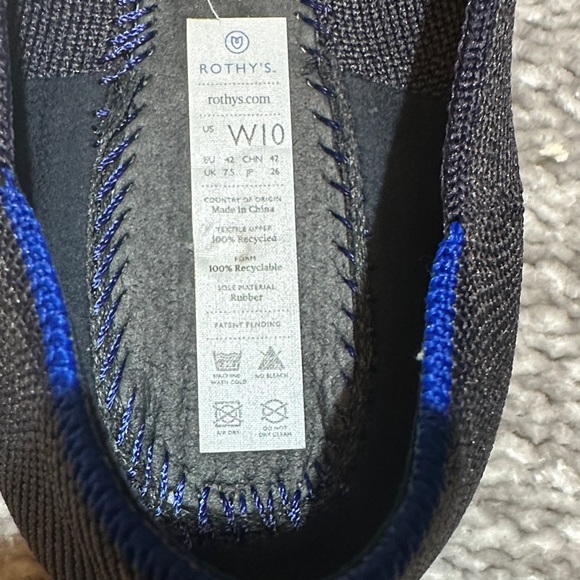 ROTHY'S
rothys.com
US W10
EU 42 CHN 42
UK 7.5 JP 26
COUNTRY OF ORIGIN
Made in China
TEXTILE UPPER
100% Recycled
FOAM
100% Recyclable
SOLE MATERIAL
Rubber
PATENT PENDING
MACHINE NO BLEACH
WASH COLD
AIR DRY DO NOT
DRY CLEAN